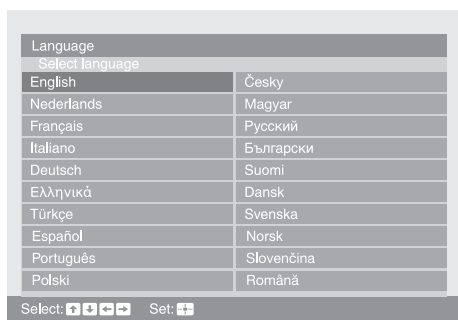 Language
Select language
English
Česky
Nederlands
Magyar
Français
Русский
Italiano
Български
Deutsch
Suomi
Ελληνικά
Dansk
Türkçe
Svenska
Español
Norsk
Português
Slovenčina
Polski
Română
Select: Set: